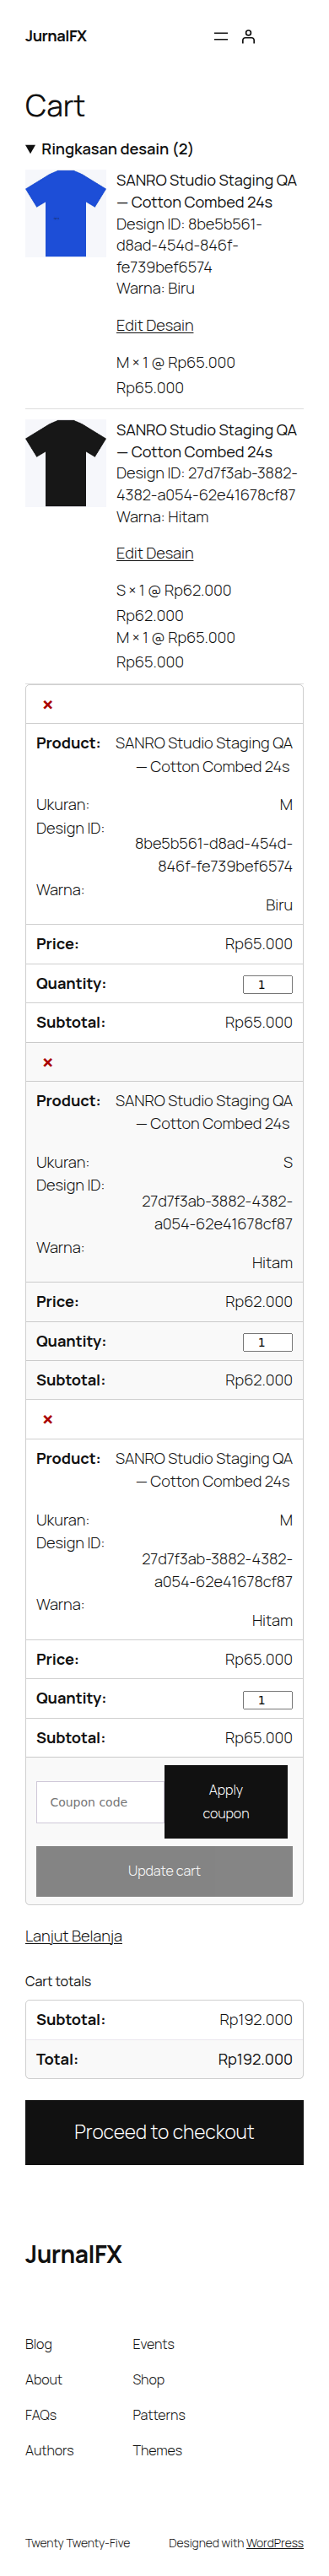 JurnalFX
Cart
▼ Ringkasan desain (2)
SANRO Studio Staging QA
— Cotton Combed 24s
Design ID: 8be5b561-
d8ad-454d-846f-
fe739bef6574
Warna: Biru
Edit Desain
M × 1 @ Rp65.000
Rp65.000
SANRO Studio Staging QA
— Cotton Combed 24s
Design ID: 27d7f3ab-3882-
4382-a054-62e41678cf87
Warna: Hitam
Edit Desain
S × 1 @ Rp62.000
Rp62.000
M × 1 @ Rp65.000
Rp65.000
×
Product: SANRO Studio Staging QA
— Cotton Combed 24s
Ukuran: M
Design ID:
8be5b561-d8ad-454d-
846f-fe739bef6574
Warna:
Biru
Price: Rp65.000
Quantity: 1
Subtotal: Rp65.000
×
Product: SANRO Studio Staging QA
— Cotton Combed 24s
Ukuran: S
Design ID:
27d7f3ab-3882-4382-
a054-62e41678cf87
Warna:
Hitam
Price: Rp62.000
Quantity: 1
Subtotal: Rp62.000
×
Product: SANRO Studio Staging QA
— Cotton Combed 24s
Ukuran: M
Design ID:
27d7f3ab-3882-4382-
a054-62e41678cf87
Warna:
Hitam
Price: Rp65.000
Quantity: 1
Subtotal: Rp65.000
Coupon code
Apply
coupon
Update cart
Lanjut Belanja
Cart totals
Subtotal: Rp192.000
Total: Rp192.000
Proceed to checkout
JurnalFX
Blog Events
About Shop
FAQs Patterns
Authors Themes
Twenty Twenty-Five Designed with WordPress